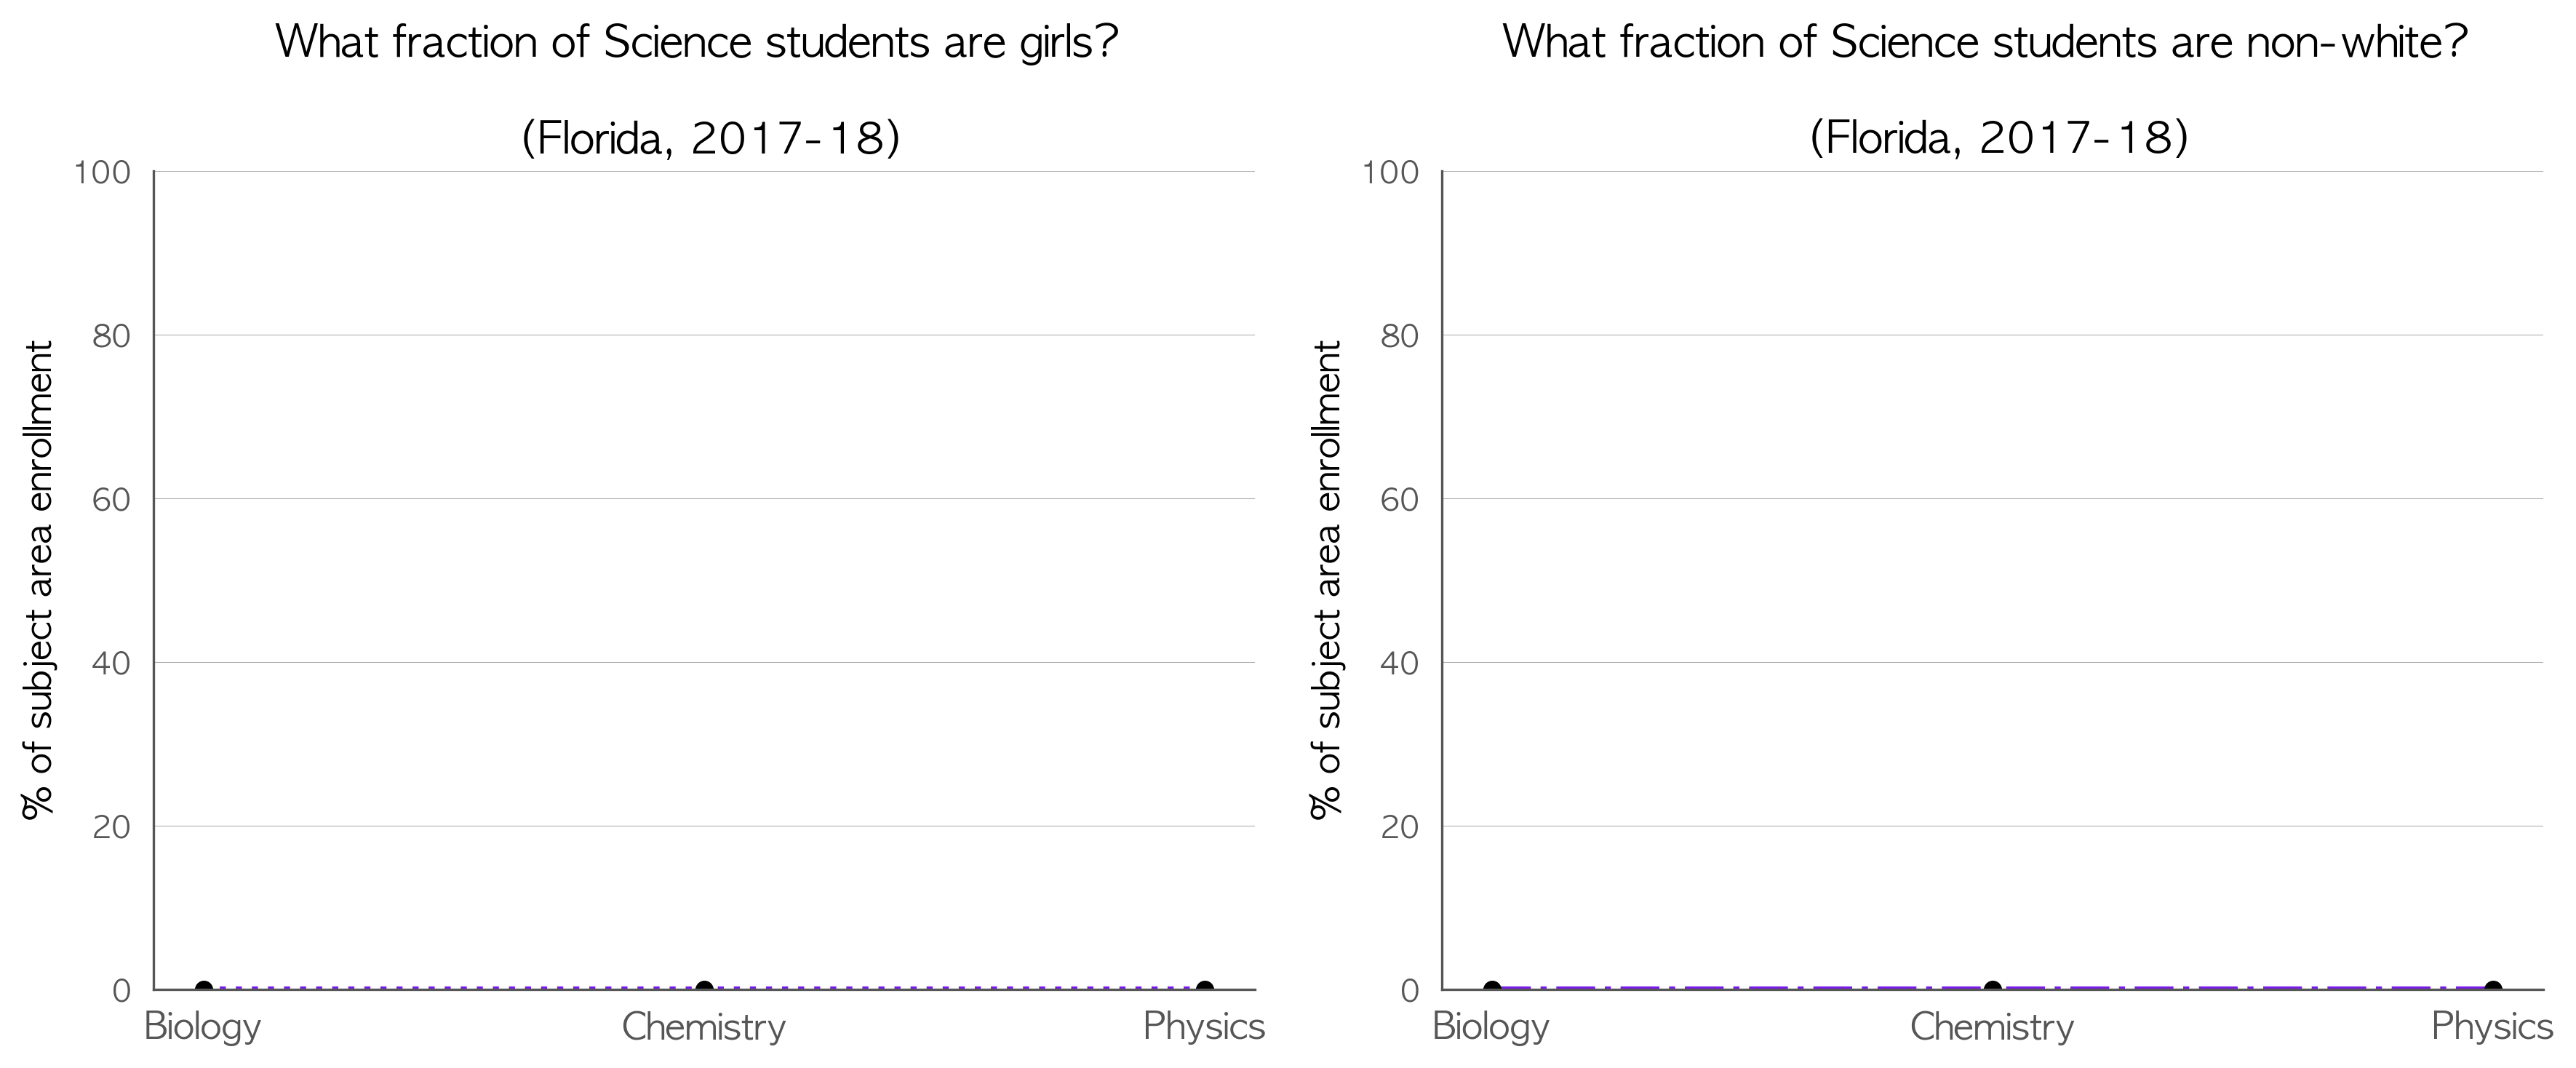 What fraction of Science students are girls?
(Florida, 2017-18)
100
80
60
40
20
0
% of subject area enrollment
Biology
Chemistry
Physics
What fraction of Science students are non-white?
(Florida, 2017-18)
100
80
60
40
20
0
% of subject area enrollment
Biology
Chemistry
Physics